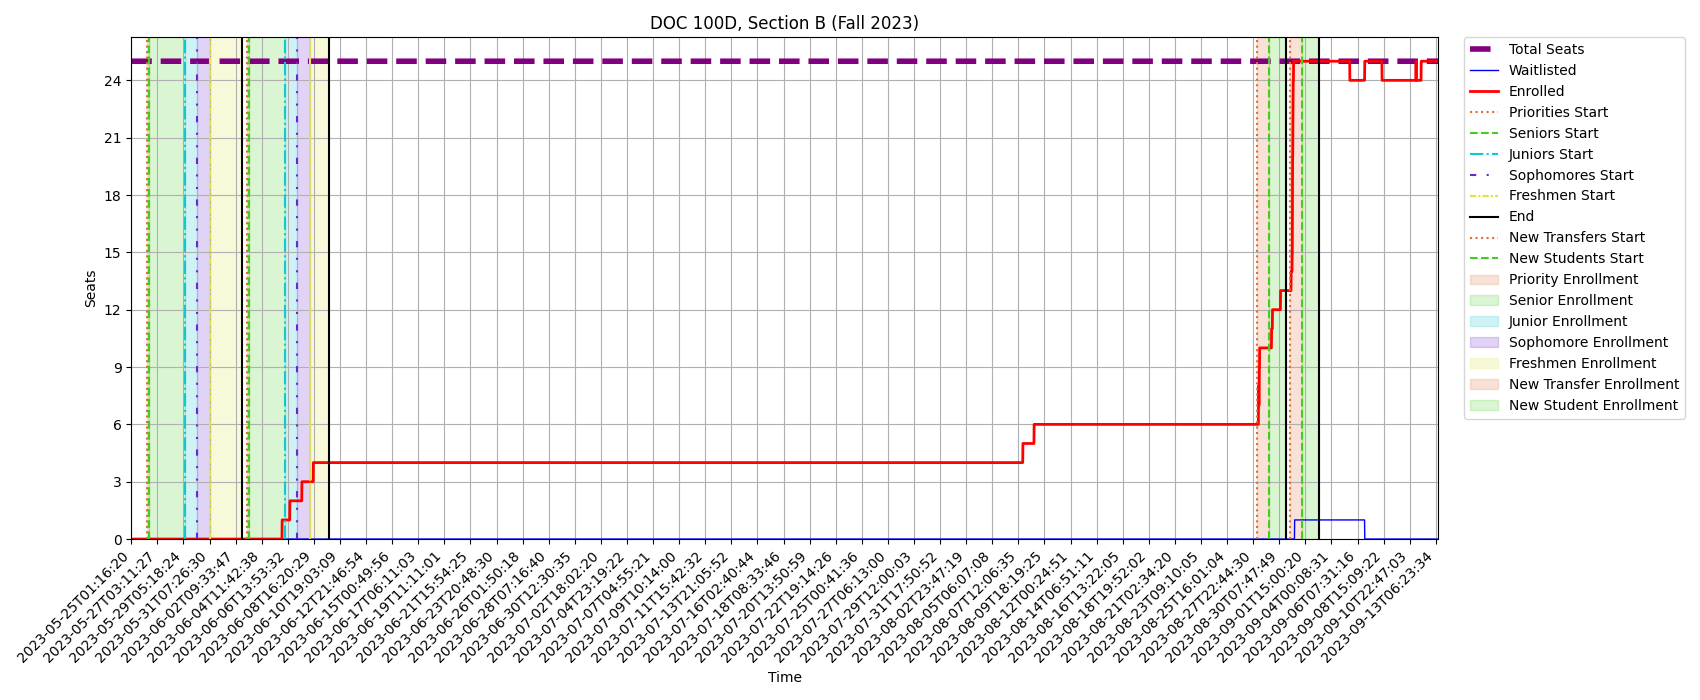 DOC 100D, Section B (Fall 2023)
Seats
24
21
18
15
12
9
6
3
0
2023-05-25T01:16:20
2023-05-27T03:11:27
2023-05-29T05:18:24
2023-05-31T07:26:30
2023-06-02T09:33:47
2023-06-04T11:42:38
2023-06-06T13:53:32
2023-06-08T16:20:29
2023-06-10T19:03:09
2023-06-12T21:46:54
2023-06-15T00:49:56
2023-06-17T06:11:03
2023-06-19T11:11:01
2023-06-21T15:54:25
2023-06-23T20:48:30
2023-06-26T01:50:18
2023-06-28T07:16:40
2023-06-30T12:30:35
2023-07-02T18:02:20
2023-07-04T23:19:22
2023-07-07T04:55:21
2023-07-09T10:14:00
2023-07-11T15:42:32
2023-07-13T21:05:52
2023-07-16T02:40:44
2023-07-18T08:33:46
2023-07-20T13:50:59
2023-07-22T19:14:26
2023-07-25T00:41:36
2023-07-27T06:13:00
2023-07-29T12:00:03
2023-07-31T17:50:52
2023-08-02T23:47:19
2023-08-05T06:07:08
2023-08-07T12:06:35
2023-08-09T18:19:25
2023-08-12T00:24:51
2023-08-14T06:51:11
2023-08-16T13:22:05
2023-08-18T19:52:02
2023-08-21T02:34:20
2023-08-23T09:10:05
2023-08-25T16:01:04
2023-08-27T22:44:30
2023-08-30T07:47:49
2023-09-01T15:00:20
2023-09-04T00:08:31
2023-09-06T07:31:16
2023-09-08T15:09:22
2023-09-10T22:47:03
2023-09-13T06:23:34
Time
Total Seats
Waitlisted
Enrolled
Priorities Start
Seniors Start
Juniors Start
Sophomores Start
Freshmen Start
End
New Transfers Start
New Students Start
Priority Enrollment
Senior Enrollment
Junior Enrollment
Sophomore Enrollment
Freshmen Enrollment
New Transfer Enrollment
New Student Enrollment